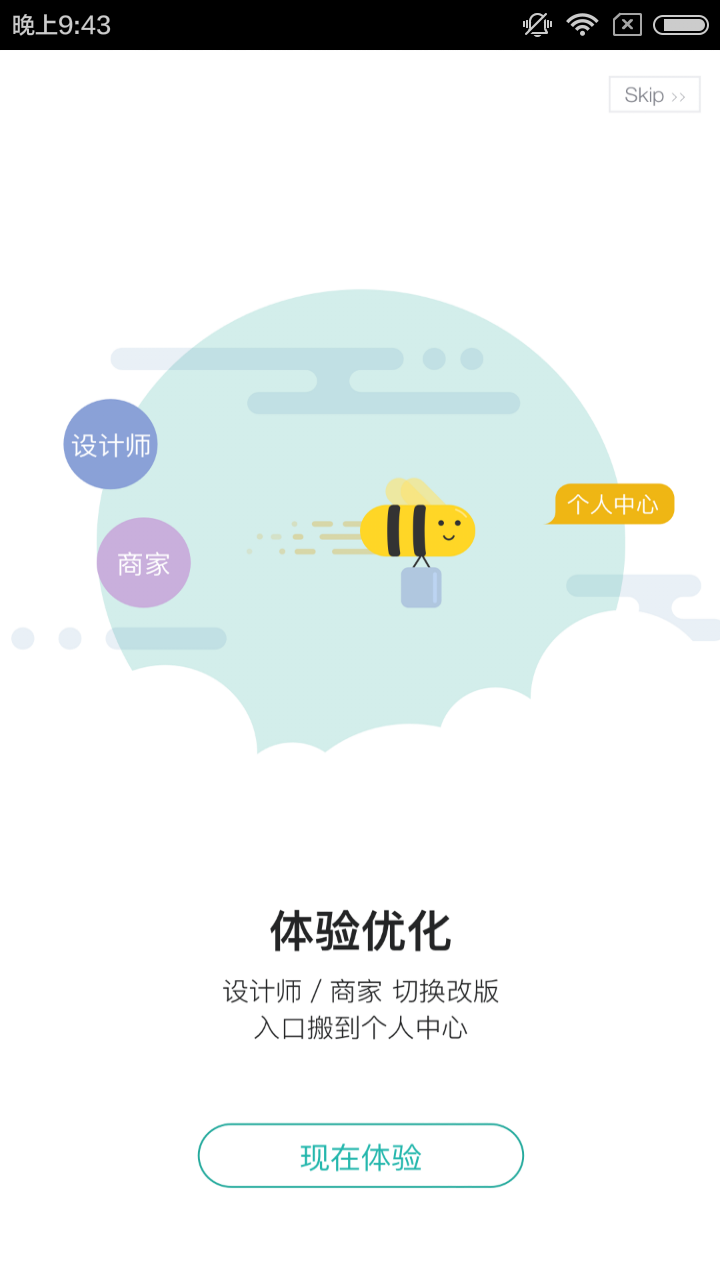 晚上9:43
Skip >>
设计师
个人中心
商家
体验优化
设计师 / 商家 切换改版
入口搬到个人中心
现在体验